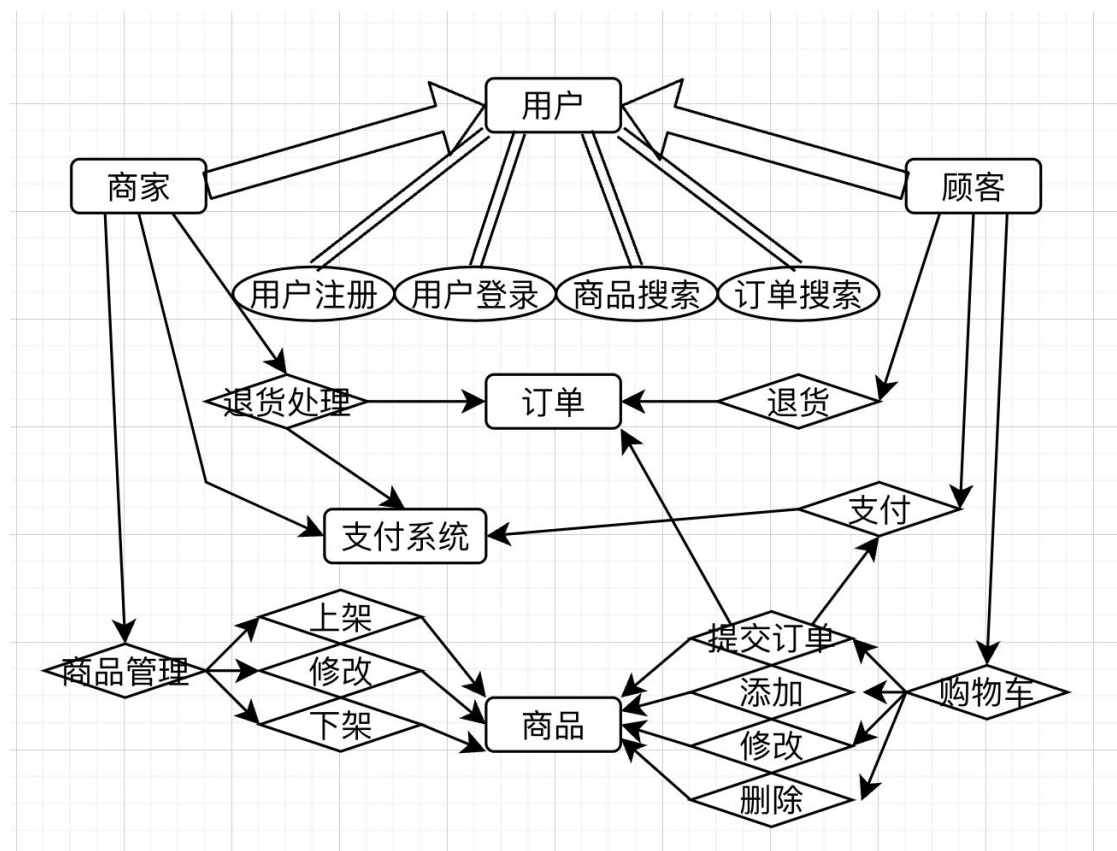 用户
商家
顾客
用户注册
用户登录
商品搜索
订单搜索
退货处理
订单
退货
支付
支付系统
上架
提交订单
商品管理
修改
添加
购物车
下架
商品
修改
删除